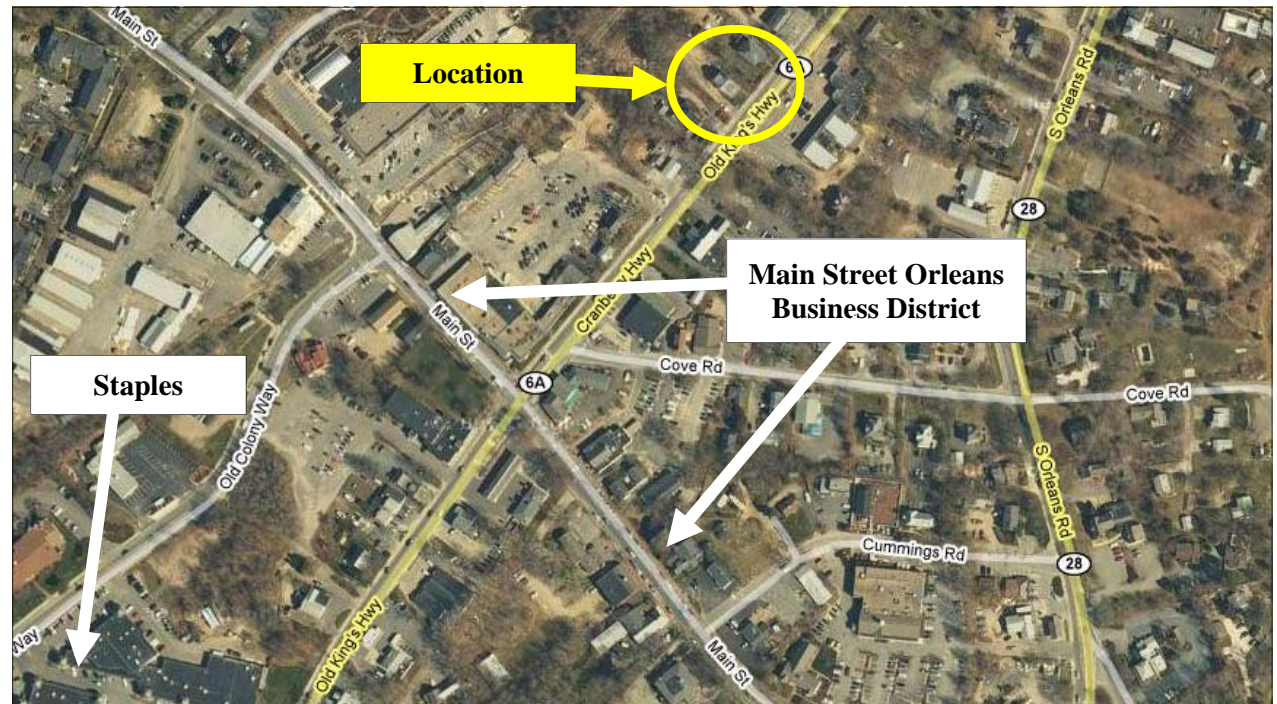 Main St
Location
6A
Old King's Hwy
S Orleans Rd
28
Cranberry Hwy
Main Street Orleans
Business District
Main St
Staples
6A
Cove Rd
Cove Rd
Old Colony Way
S Orleans Rd
Cummings Rd
28
Way
Old King's Hwy
Main St